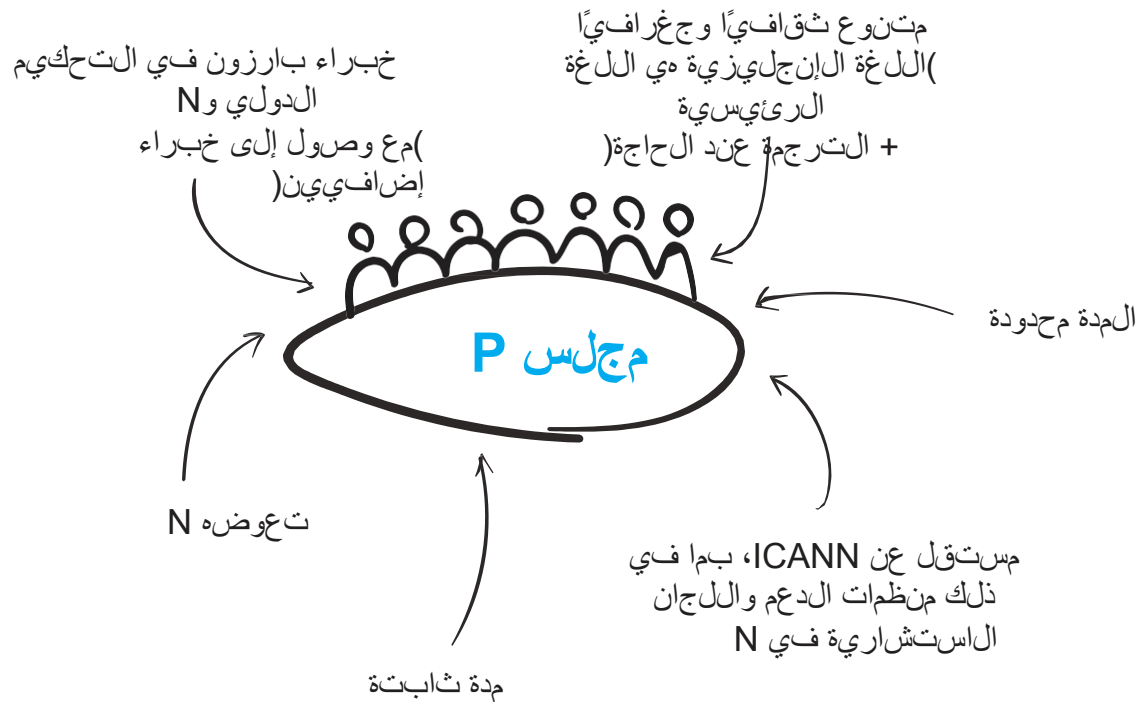 متنوع ثقافيًا وجغرافيًا
(اللغة الإنجليزية هي اللغة
الرئيسية
+ الترجمة عند الحاجة)
خبراء بارزون في التحكيم
الدولي وN
(مع وصول إلى خبراء
إضافيين)
المدة محدودة
مجلس P
تعوضه N
مستقل عن ICANN، بما في
ذلك منظمات الدعم واللجان
الاستشارية في N
مدة ثابتة